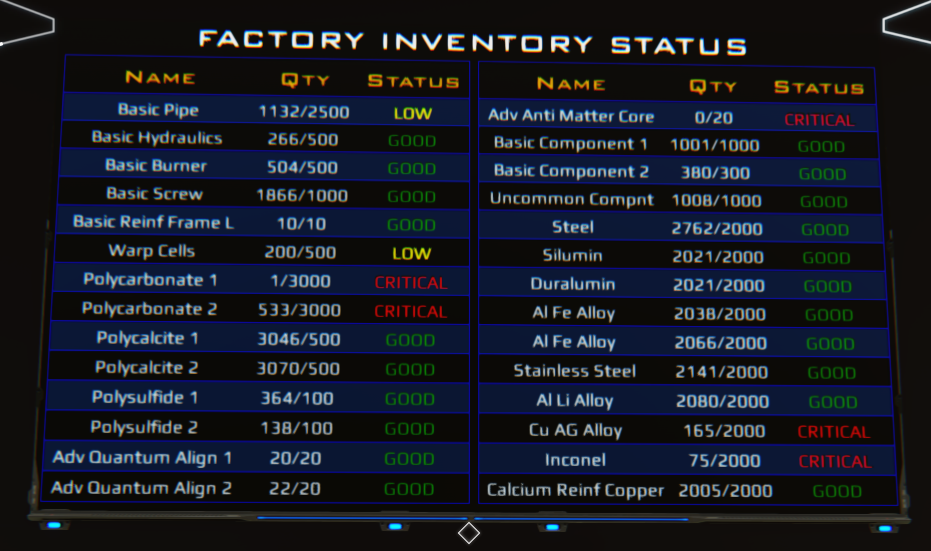 FACTORY INVENTORY STATUS
NAME QTY STATUS
Basic Pipe 1132/2500 LOW
Basic Hydraulics 266/500 GOOD
Basic Burner 504/500 GOOD
Basic Screw 1866/1000 GOOD
Basic Reinf Frame L 10/10 GOOD
Warp Cells 200/500 LOW
Polycarbonate 1 1/3000 CRITICAL
Polycarbonate 2 533/3000 CRITICAL
Polycalcite 1 3046/500 GOOD
Polycalcite 2 3070/500 GOOD
Polysulfide 1 364/100 GOOD
Polysulfide 2 138/100 GOOD
Adv Quantum Align 1 20/20 GOOD
Adv Quantum Align 2 22/20 GOOD
NAME QTY STATUS
Adv Anti Matter Core 0/20 CRITICAL
Basic Component 1 1001/1000 GOOD
Basic Component 2 380/300 GOOD
Uncommon Compnt 1008/1000 GOOD
Steel 2762/2000 GOOD
Silumin 2021/2000 GOOD
Duralumin 2021/2000 GOOD
Al Fe Alloy 2038/2000 GOOD
Al Fe Alloy 2066/2000 GOOD
Stainless Steel 2141/2000 GOOD
Al Li Alloy 2080/2000 GOOD
Cu AG Alloy 165/2000 CRITICAL
Inconel 75/2000 CRITICAL
Calcium Reinf Copper 2005/2000 GOOD